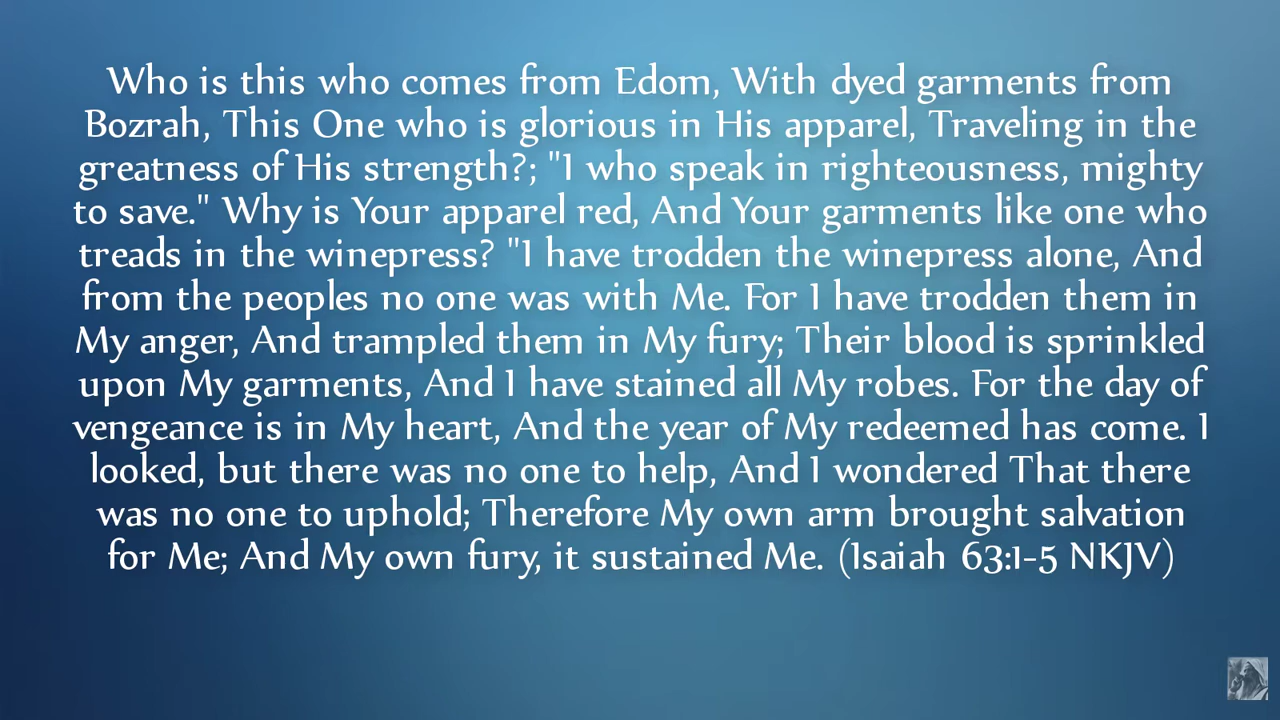 Who is this who comes from Edom, With dyed garments from
Bozrah, This One who is glorious in His apparel, Traveling in the
greatness of His strength?; "I who speak in righteousness, mighty
to save." Why is Your apparel red, And Your garments like one who
treads in the winepress? "I have trodden the winepress alone, And
from the peoples no one was with Me. For I have trodden them in
My anger, And trampled them in My fury; Their blood is sprinkled
upon My garments, And I have stained all My robes. For the day of
vengeance is in My heart, And the year of My redeemed has come. I
looked, but there was no one to help, And I wondered That there
was no one to uphold; Therefore My own arm brought salvation
for Me; And My own fury, it sustained Me. (Isaiah 63:1-5 NKJV)